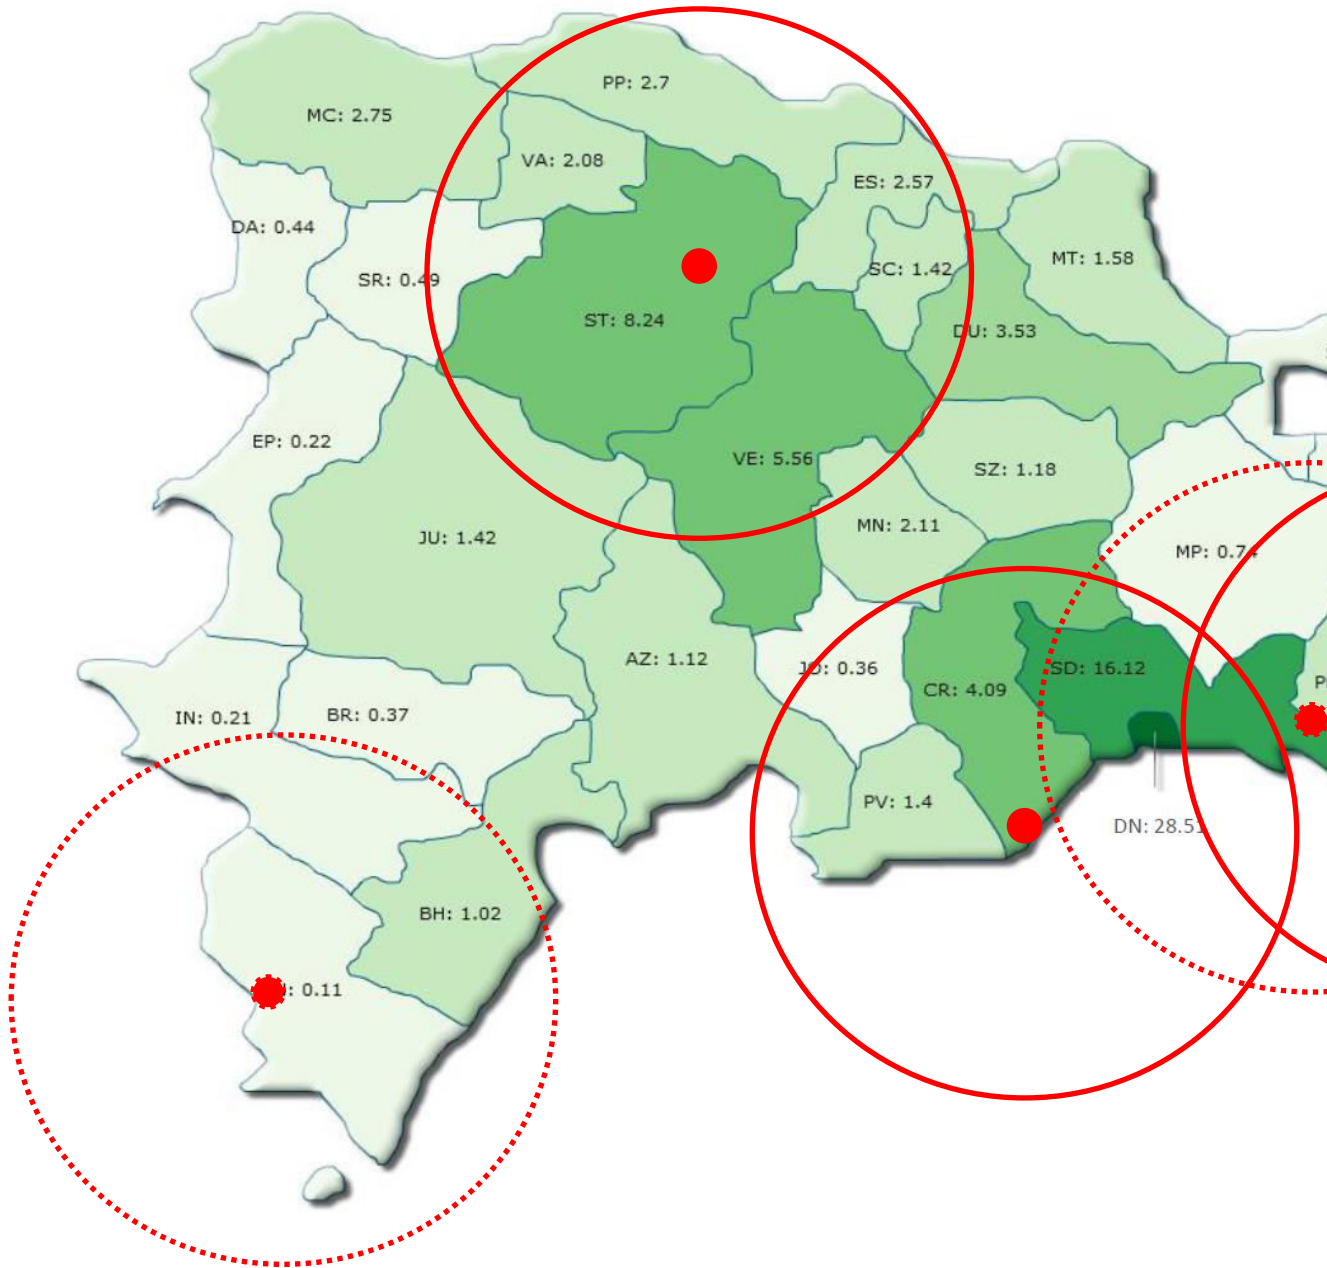 PP: 2.7
MC: 2.75
VA: 2.08
ES: 2.57
DA: 0.44
MT: 1.58
SC: 1.42
SR: 0.49
ST: 8.24
DU: 3.53
EP: 0.22
VE: 5.56
SZ: 1.18
MN: 2.11
JU: 1.42
MP: 0.74
AZ: 1.12
JO: 0.36
SD: 16.12
CR: 4.09
IN: 0.21
BR: 0.37
PV: 1.4
DN: 28.51
BH: 1.02
: 0.11